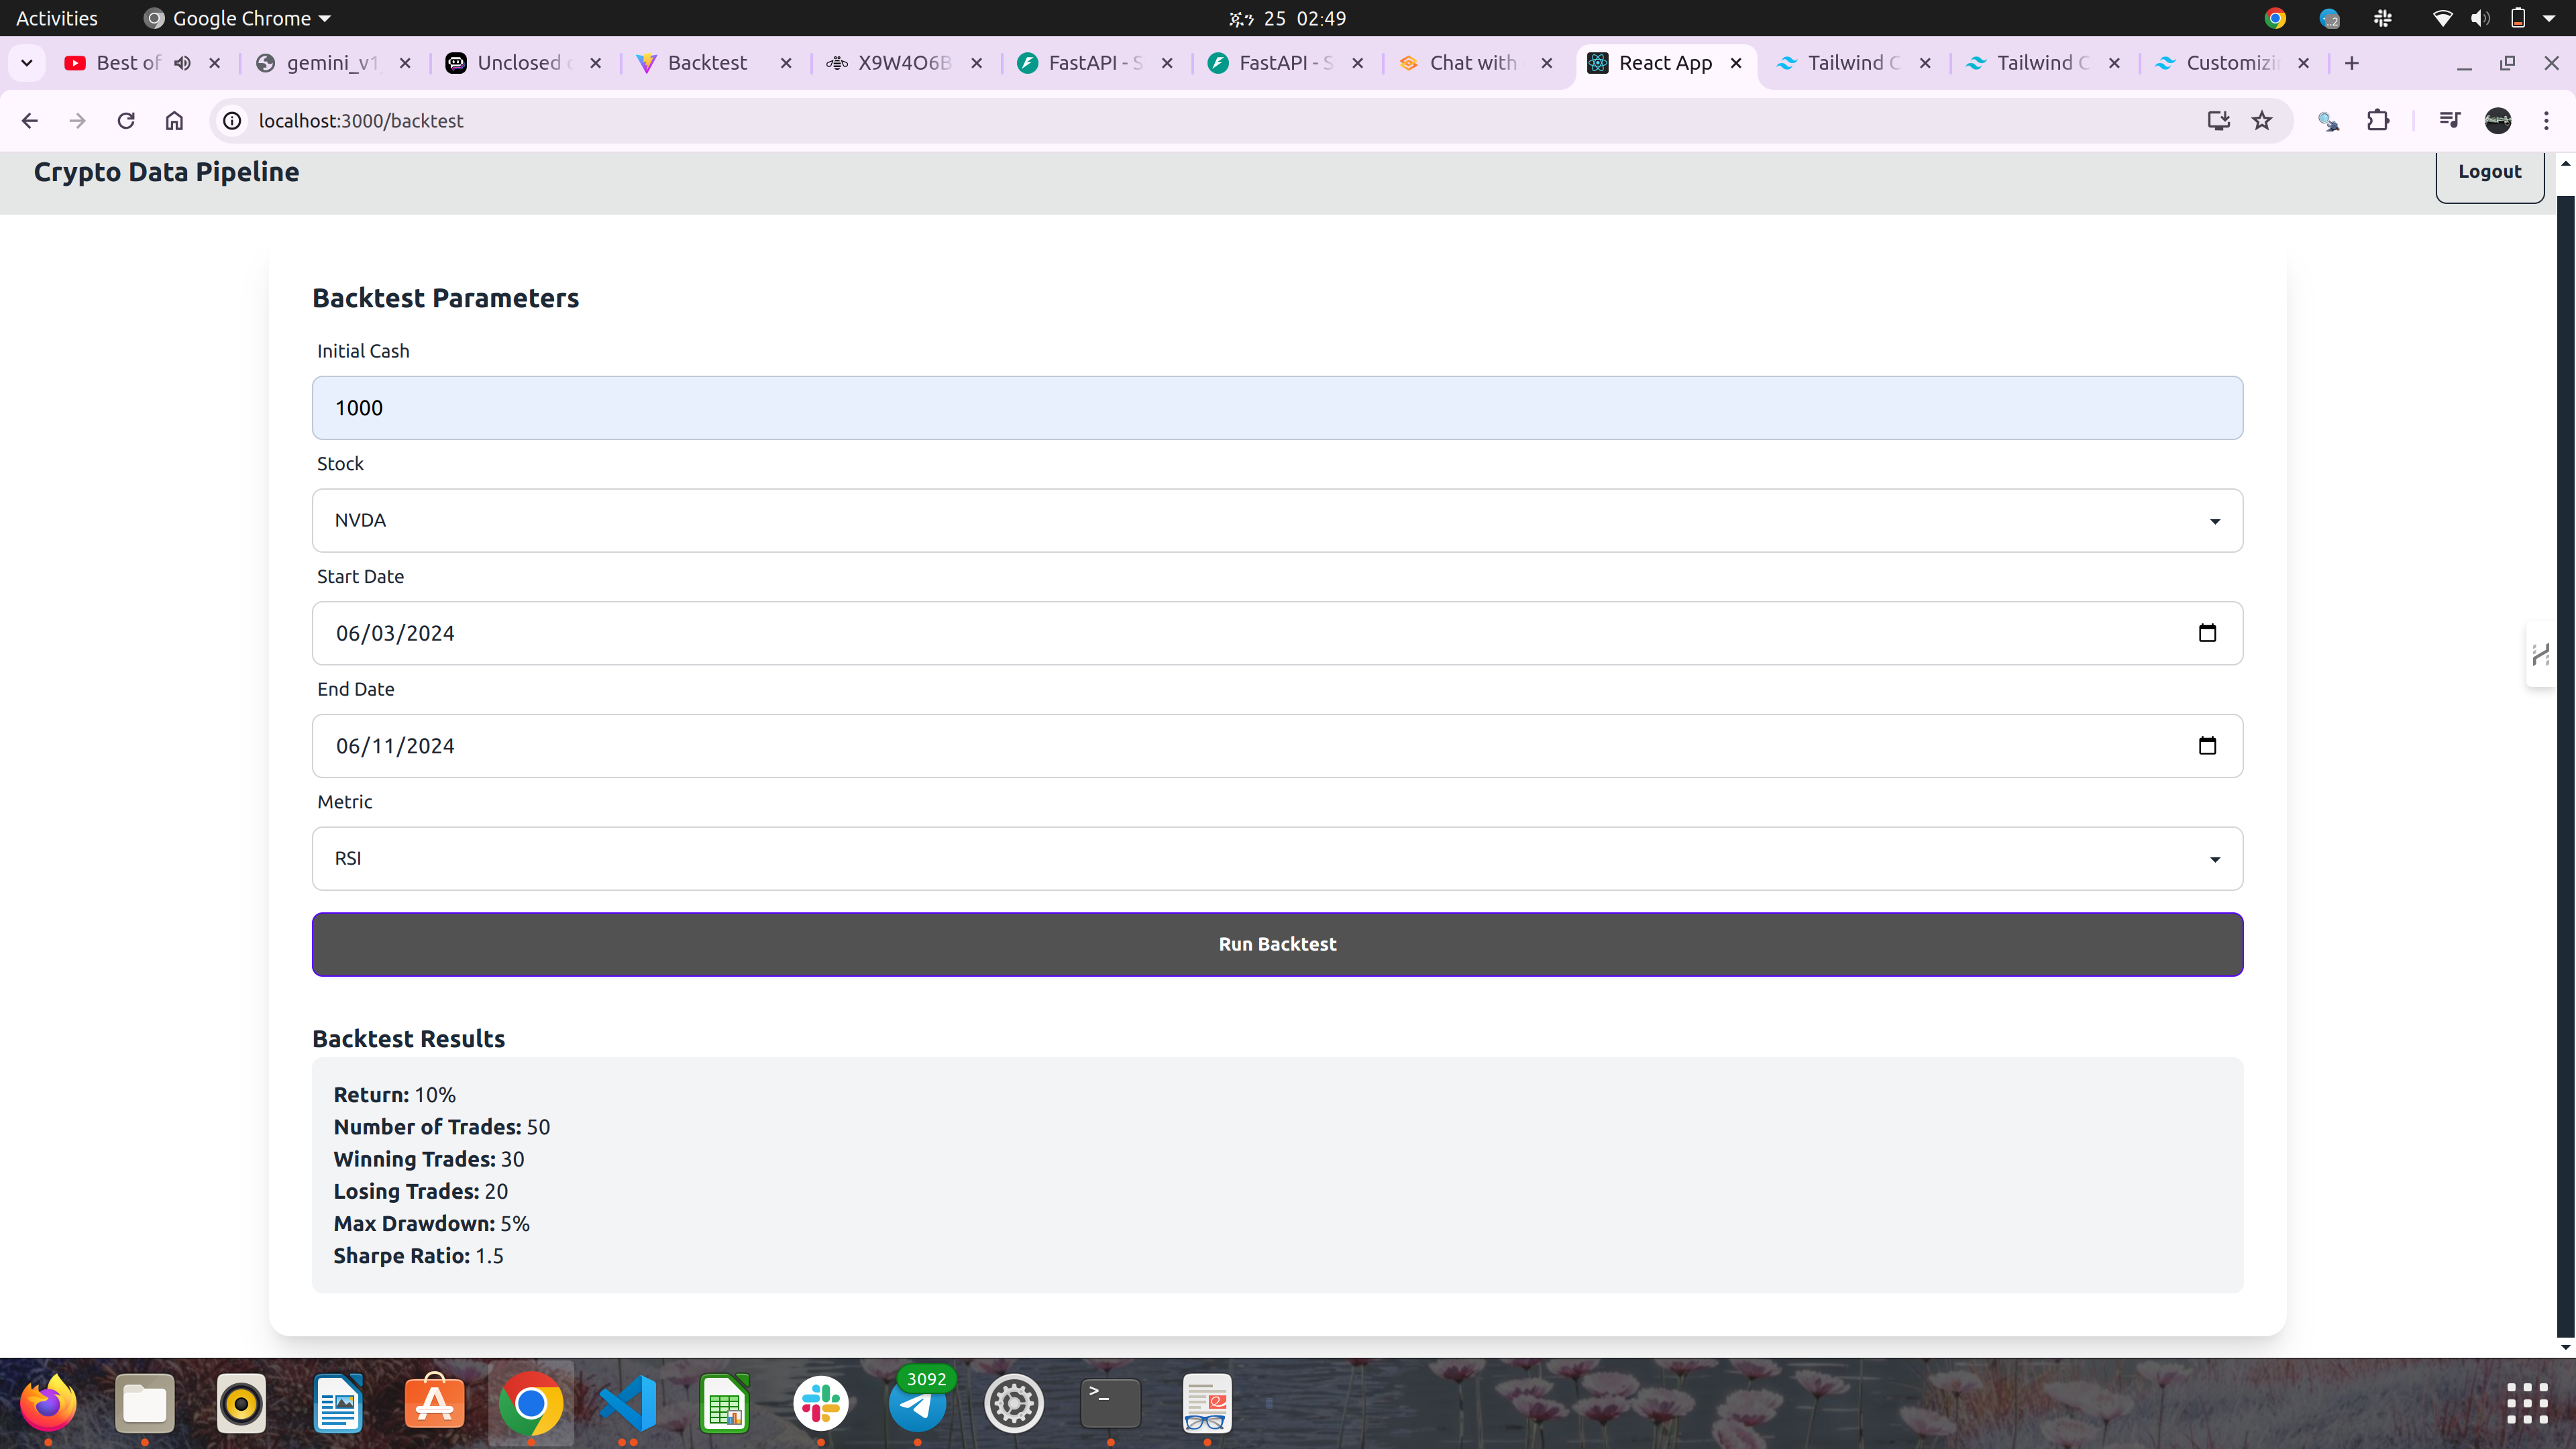 Activities
Google Chrome
25 02:49
Best of
gemini_v1
Unclosed
Backtest
X9W4O6B
FastAPI - S
FastAPI - S
Chat with
React App
Tailwind C
Tailwind C
Customizi
localhost:3000/backtest
Crypto Data Pipeline
Logout
Backtest Parameters
Initial Cash
1000
Stock
NVDA
Start Date
06/03/2024
End Date
06/11/2024
Metric
RSI
Run Backtest
Backtest Results
Return: 10%
Number of Trades: 50
Winning Trades: 30
Losing Trades: 20
Max Drawdown: 5%
Sharpe Ratio: 1.5
3092